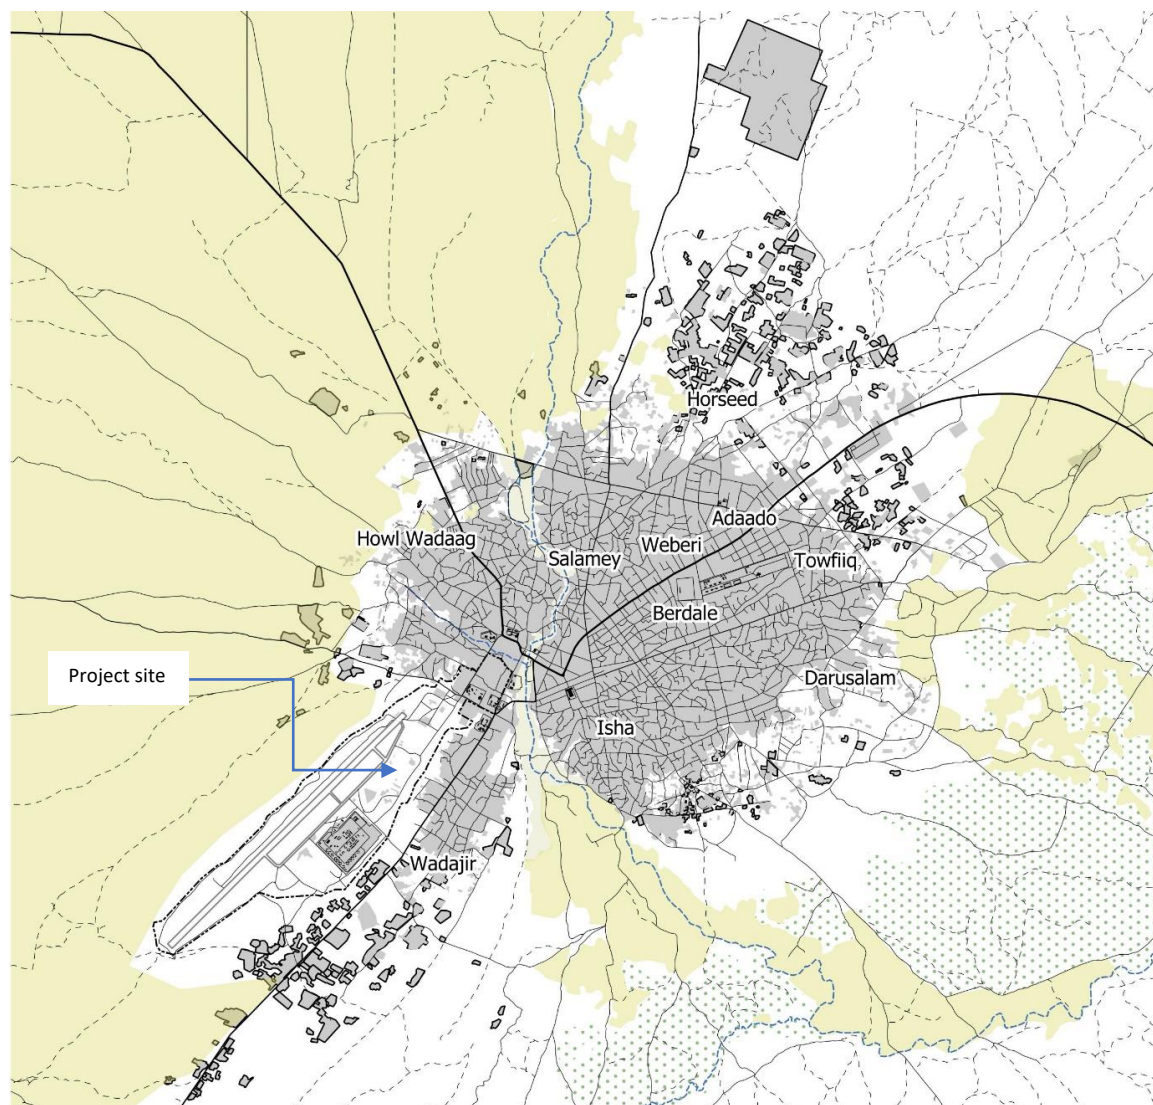 Horseed
Adaado
Howl Wadaag
Weberi
Salamey
Towfiiq
Berdale
Project site
Darusalam
Isha
Wadajir